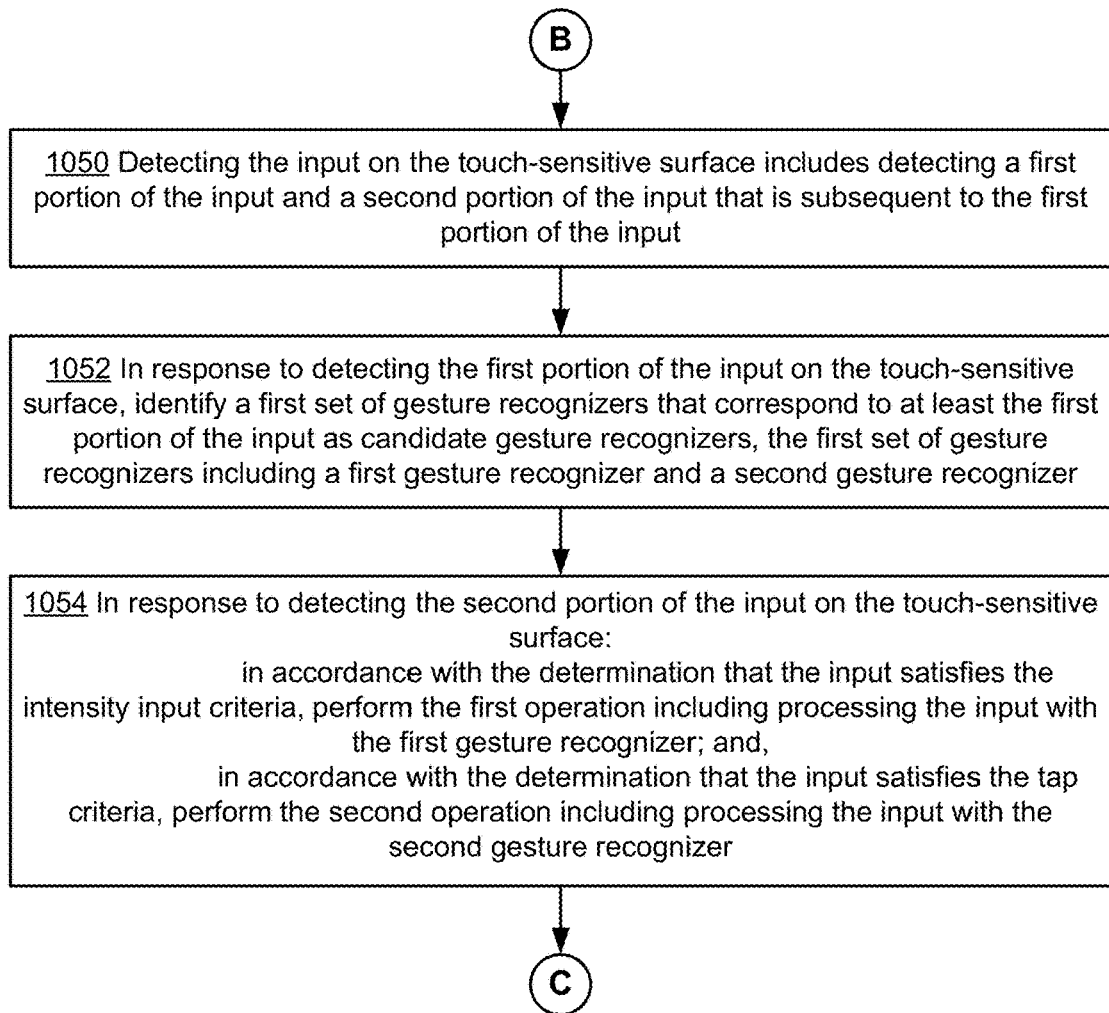 B
1050 Detecting the input on the touch-sensitive surface includes detecting a first
portion of the input and a second portion of the input that is subsequent to the first
portion of the input
1052 In response to detecting the first portion of the input on the touch-sensitive
surface, identify a first set of gesture recognizers that correspond to at least the first
portion of the input as candidate gesture recognizers, the first set of gesture
recognizers including a first gesture recognizer and a second gesture recognizer
1054 In response to detecting the second portion of the input on the touch-sensitive
surface:
in accordance with the determination that the input satisfies the
intensity input criteria, perform the first operation including processing the input with
the first gesture recognizer; and,
in accordance with the determination that the input satisfies the tap
criteria, perform the second operation including processing the input with the
second gesture recognizer
C